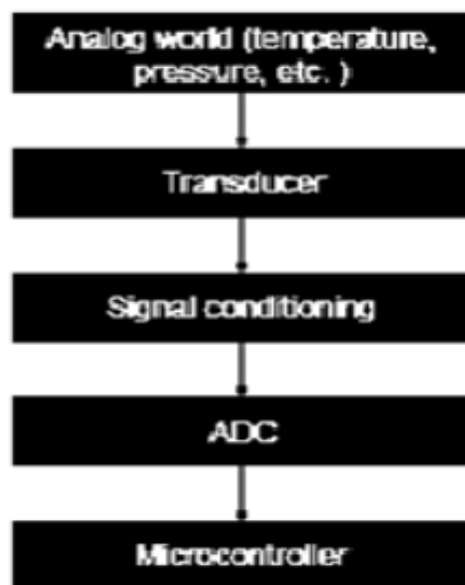 Analog world (temperature,
pressure, etc. )
Transducer
Signal conditioning
ADC
Microcontroller